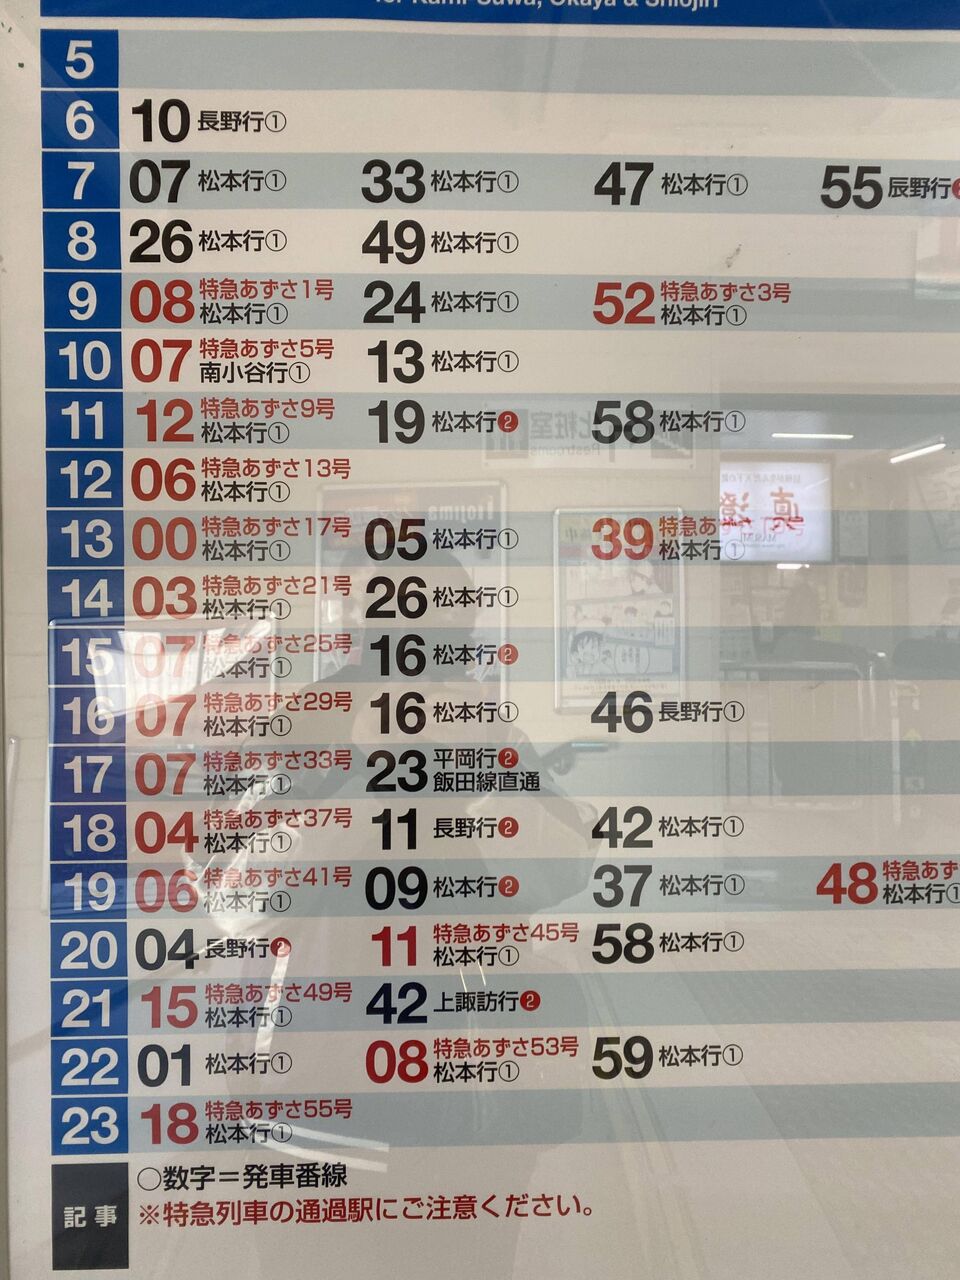 for Kami-Suwa, Okaya & Shiojiri
5
6 10 長野行①
7 07 松本行① 33 松本行① 47 松本行① 55 辰野行
8 26 松本行① 49 松本行①
9 08 特急あずさ1号 松本行① 24 松本行① 52 特急あずさ3号 松本行①
10 07 特急あずさ5号 南小谷行① 13 松本行①
11 12 特急あずさ9号 松本行① 19 松本行❷ 58 松本行①
12 06 特急あずさ13号 松本行①
13 00 特急あずさ17号 松本行① 05 松本行① 39 特急あ 号 松本行①
14 03 特急あずさ21号 松本行① 26 松本行①
15 07 特急あずさ25号 松本行① 16 松本行❷
16 07 特急あずさ29号 松本行① 16 松本行① 46 長野行①
17 07 特急あずさ33号 松本行① 23 平岡行❷ 飯田線直通
18 04 特急あずさ37号 松本行① 11 長野行❷ 42 松本行①
19 06 特急あずさ41号 松本行① 09 松本行❷ 37 松本行① 48 特急あず 松本行①
20 04 長野行❷ 11 特急あずさ45号 松本行① 58 松本行①
21 15 特急あずさ49号 松本行① 42 上諏訪行❷
22 01 松本行① 08 特急あずさ53号 松本行① 59 松本行①
23 18 特急あずさ55号 松本行①
記事 ○数字＝発車番線
※特急列車の通過駅にご注意ください。
化粧室
Restrooms
真澄
MASUMI